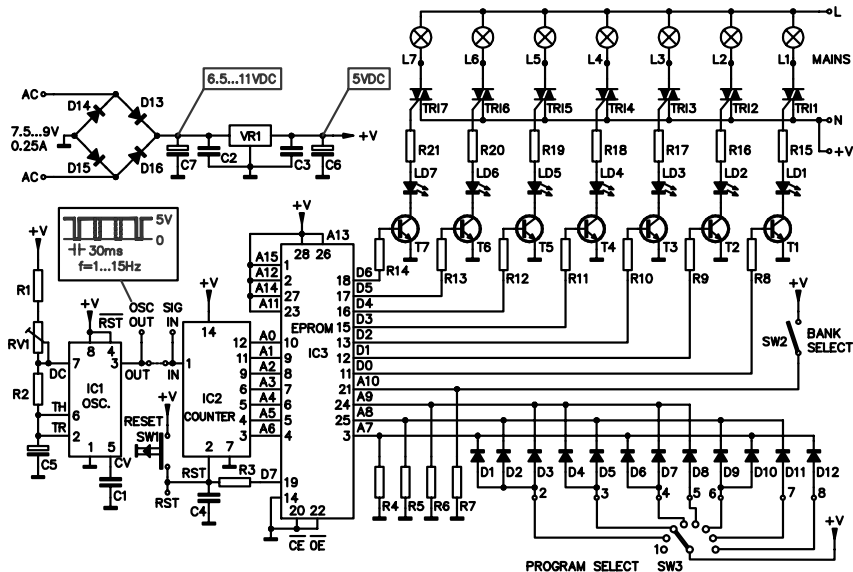 L
L7 L6 L5 L4 L3 L2 L1 MAINS
6.5...11VDC 5VDC
AC D14 D13 TRI7 TRI6 TRI5 TRI4 TRI3 TRI2 TRI1
N
7.5...9V
0.25A
VR1 +V
C7 C2 C3 C6
R21 R20 R19 R18 R17 R16 R15 +V
D15 D16
AC
LD7 LD6 LD5 LD4 LD3 LD2 LD1
5V
0
30ms
f=1...15Hz
T7 T6 T5 T4 T3 T2 T1
+V
A13
28 26
R14 R13 R12 R11 R10 R9 R8
A15 1
A12 2
A14 27
A11 23
D6 18
D5 17
D4 16
D3 15
D2 13
D1 12
D0 11
A10 21
A9 24
A8 25
A7 3
EPROM
IC3
+V
R1
RV1
R2
+V
RST
8 4
OSC
OUT
SIG
IN
+V
14
7 3
DC OUT IN 1
IC1
OSC.
TH 6
TR 2
1 5
CV
C5 C1
IC2
COUNTER
12 A0 10
11 A1 9
9 A2 8
6 A3 7
5 A4 6
4 A5 5
3 A6 4
2 7
+V
RESET
SW1
RST
RST
R3 D7 19
C4
14
20 22
CE OE
+V
SW2
BANK
SELECT
R4 R5 R6 R7
D1 D2 D3 D4 D5 D6 D7 D8 D9 D10 D11 D12
2 3 4 5 6 7 8
+V
1
PROGRAM SELECT SW3